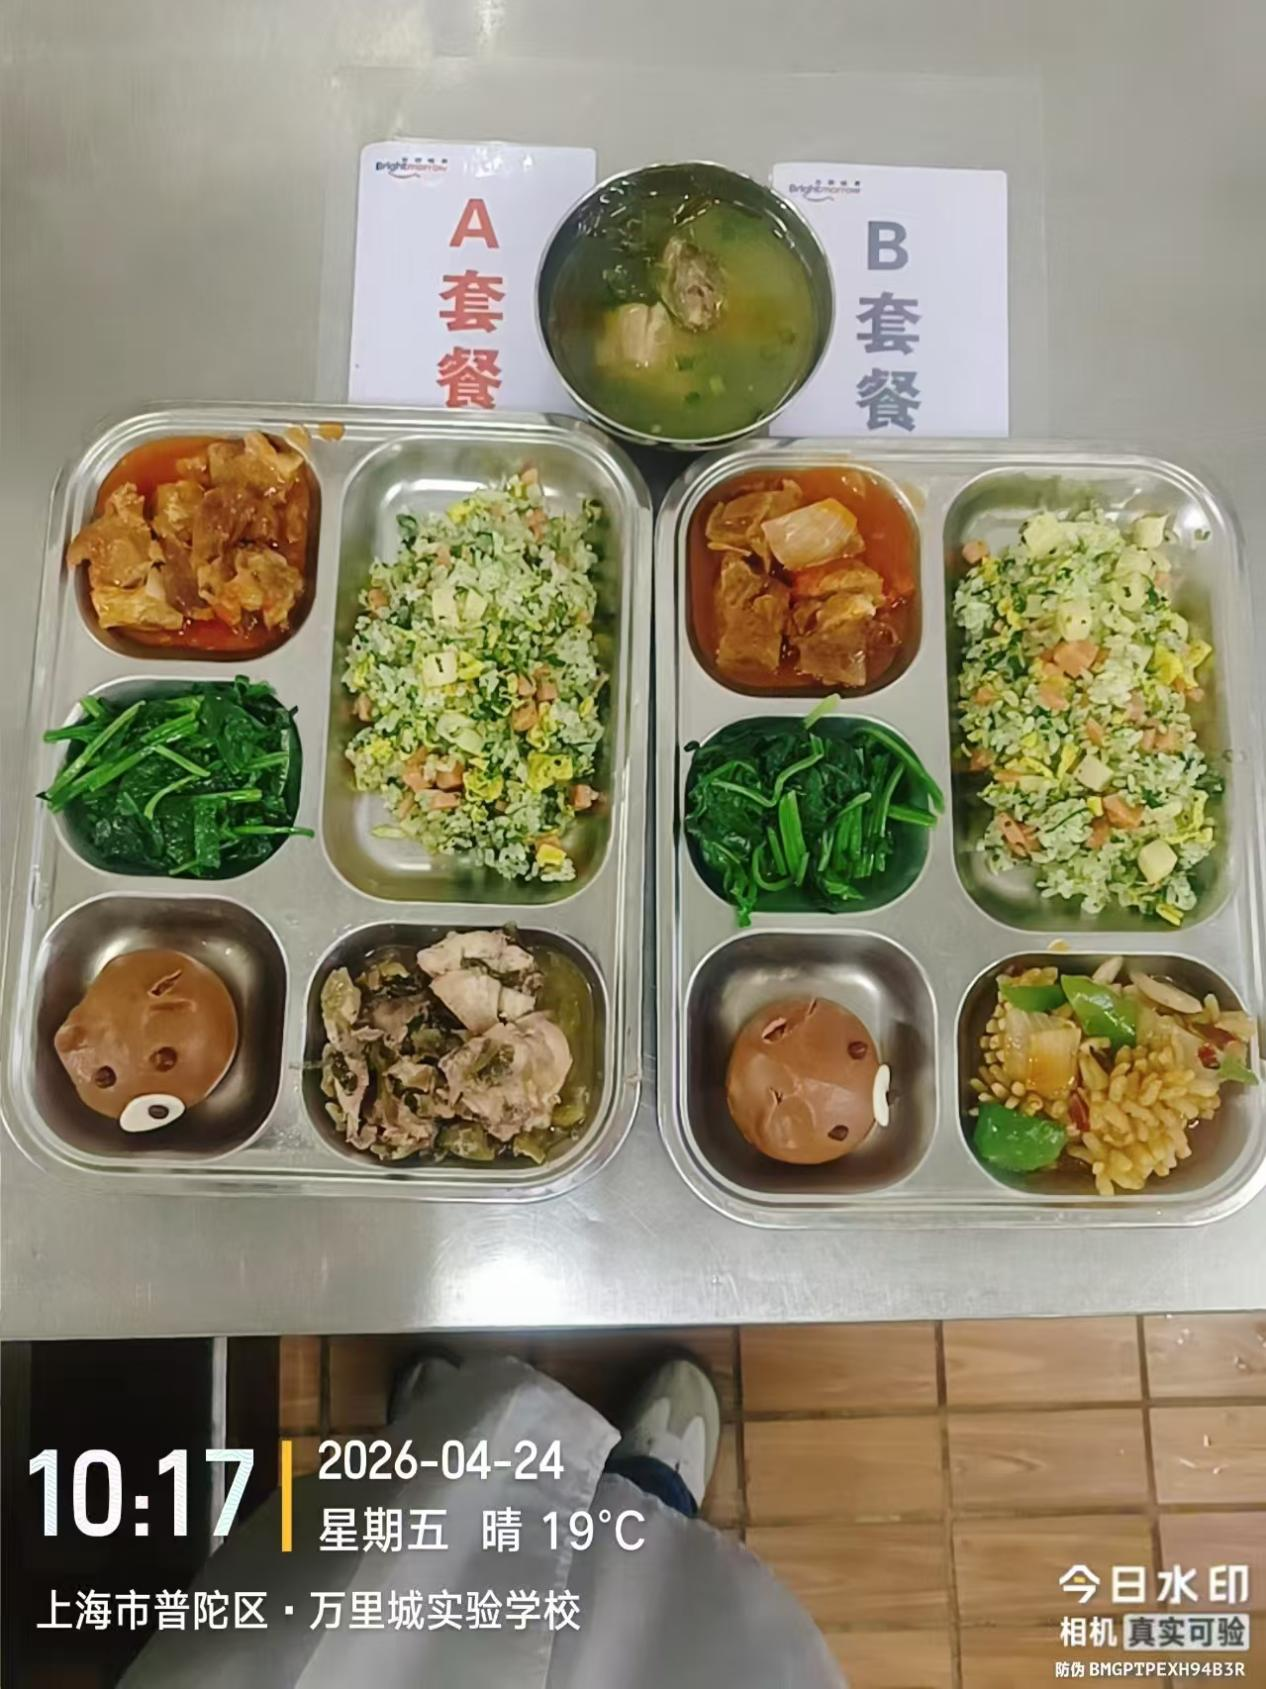 Brightmorrow
A
套
餐
Brightmorrow
B
套
餐
10:17
2026-04-24
星期五 晴 19°C
上海市普陀区·万里城实验学校
今日水印
相机 真实可验
防伪 BMGPTPEXH94B3R